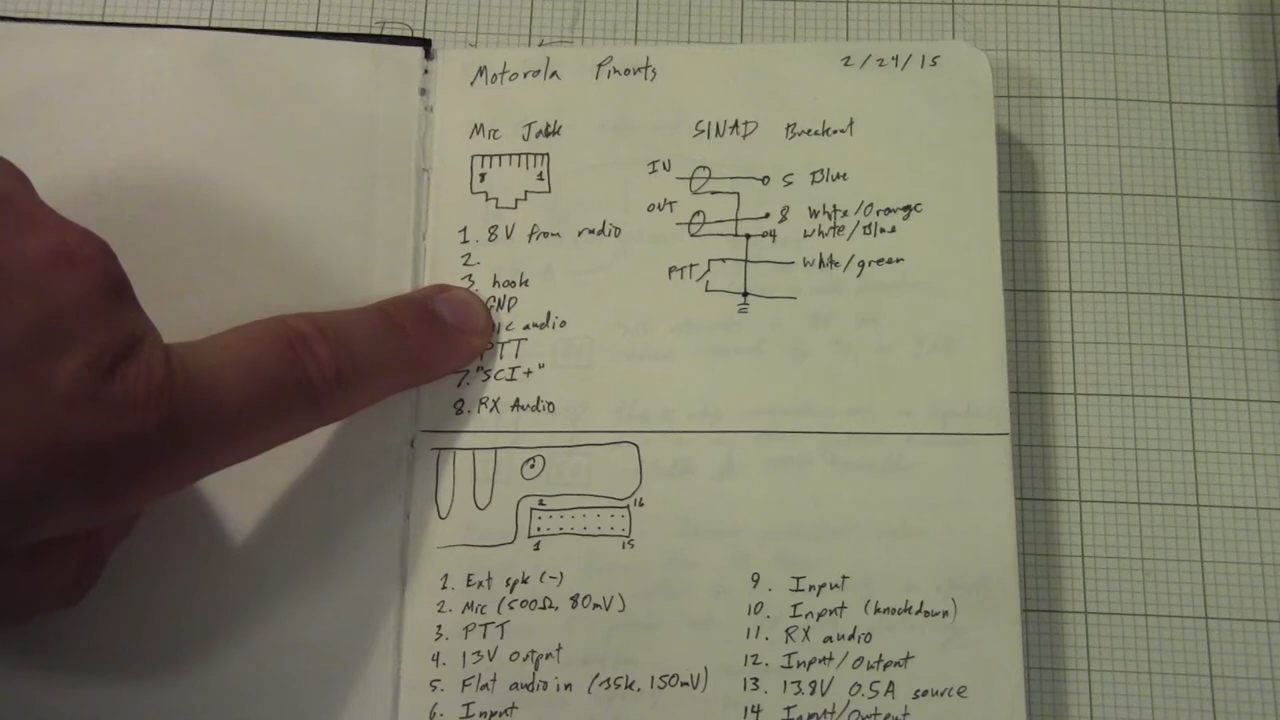 Motorola Pinouts
2/24/15
Mic Jack
8 1
1. 8V from radio
2.
3. hook
GND
audio
PTT
7. "SCI+"
8. RX Audio
SINAD Breakout
IN 5 Blue
OUT 8 White/Orange
4 White/Blue
PTT White/green
2 16
1 15
1. Ext spk (-)
2. Mic (500Ω, 80mV)
3. PTT
4. 13V Output
5. Flat audio in (35k, 150mV)
6. Input
9. Input
10. Input (knockdown)
11. RX audio
12. Input/Output
13. 13.8V 0.5A source
14 Input/Output